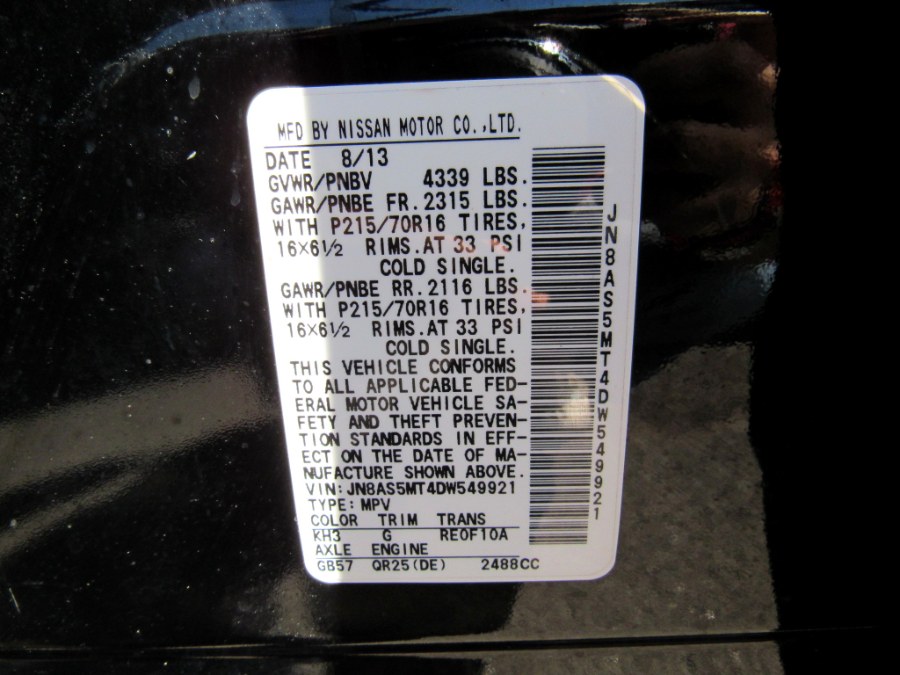 MFD BY NISSAN MOTOR CO.,LTD.
DATE 8/13
GVWR/PNBV 4339 LBS.
GAWR/PNBE FR.2315 LBS.
WITH P215/70R16 TIRES,
16×6½ RIMS.AT 33 PSI
COLD SINGLE.
GAWR/PNBE RR.2116 LBS.
WITH P215/70R16 TIRES,
16×6½ RIMS.AT 33 PSI
COLD SINGLE.
THIS VEHICLE CONFORMS
TO ALL APPLICABLE FED-
ERAL MOTOR VEHICLE SA-
FETY AND THEFT PREVEN-
TION STANDARDS IN EFF-
ECT ON THE DATE OF MA-
NUFACTURE SHOWN ABOVE.
VIN:JN8AS5MT4DW549921
TYPE:MPV
COLOR TRIM TRANS
KH3 G RE0F10A
AXLE ENGINE
GB57 QR25(DE) 2488CC
JN8AS5MT4DW549921